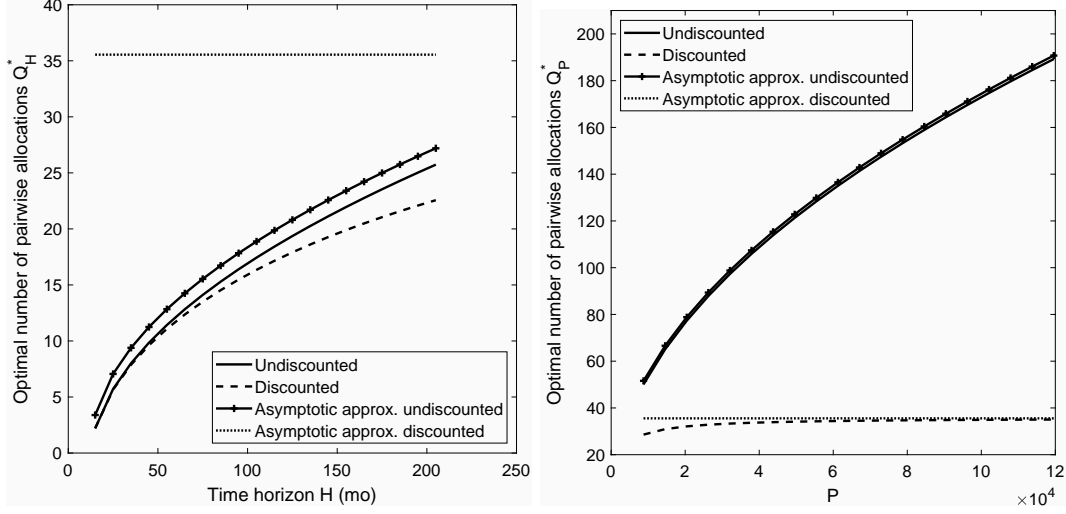 Optimal number of pairwise allocations Q*H
40
35
30
25
20
15
10
5
0
0 50 100 150 200 250
Time horizon H (mo)
Undiscounted
Discounted
Asymptotic approx. undiscounted
Asymptotic approx. discounted
Optimal number of pairwise allocations Q*P
200
180
160
140
120
100
80
60
40
20
0 2 4 6 8 10 12
×10^4
P
Undiscounted
Discounted
Asymptotic approx. undiscounted
Asymptotic approx. discounted